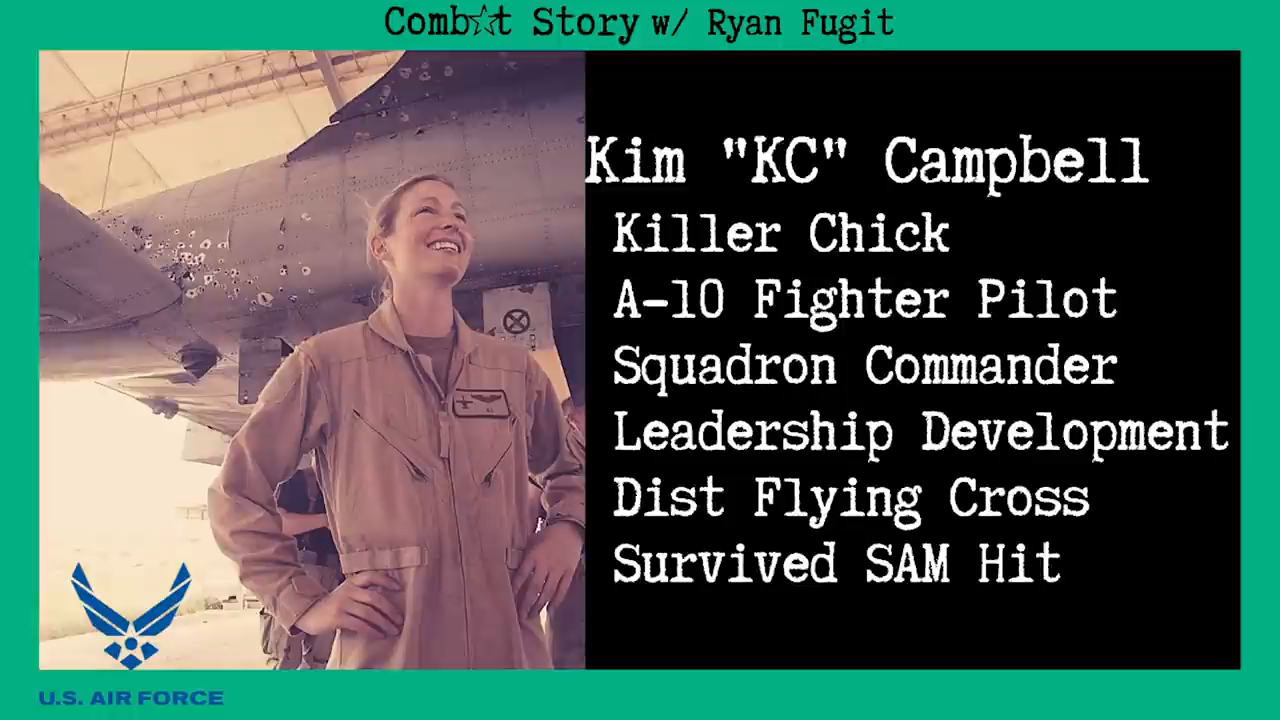 Comb☆t Story w/ Ryan Fugit
Kim "KC" Campbell
Killer Chick
A-10 Fighter Pilot
Squadron Commander
Leadership Development
Dist Flying Cross
Survived SAM Hit
U.S. AIR FORCE